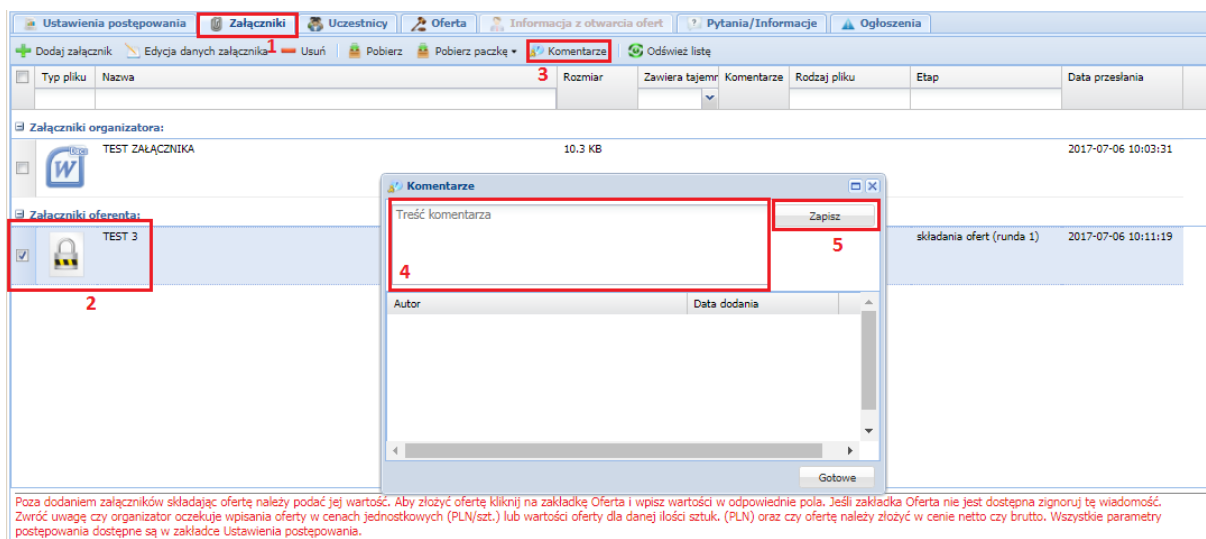 Ustawienia postępowania Załączniki Uczestnicy Oferta Informacja z otwarcia ofert Pytania/Informacje Ogłoszenia
1
Dodaj załącznik Edycja danych załącznika Usuń Pobierz Pobierz paczkę Komentarze Odśwież listę
3
Typ pliku Nazwa Rozmiar Zawiera tajemr Komentarze Rodzaj pliku Etap Data przesłania
Załączniki organizatora:
TEST ZAŁĄCZNIKA 10.3 KB 2017-07-06 10:03:31
W
Komentarze
Załączniki oferenta:
Treść komentarza Zapisz
TEST 3 składania ofert (runda 1) 2017-07-06 10:11:19
5
4
2
Autor Data dodania
Gotowe
Poza dodaniem załączników składając ofertę należy podać jej wartość. Aby złożyć ofertę kliknij na zakładkę Oferta i wpisz wartości w odpowiednie pola. Jeśli zakładka Oferta nie jest dostępna zignoruj tę wiadomość.
Zwróć uwagę czy organizator oczekuje wpisania oferty w cenach jednostkowych (PLN/szt.) lub wartości oferty dla danej ilości sztuk. (PLN) oraz czy ofertę należy złożyć w cenie netto czy brutto. Wszystkie parametry
postępowania dostępne są w zakładce Ustawienia postępowania.